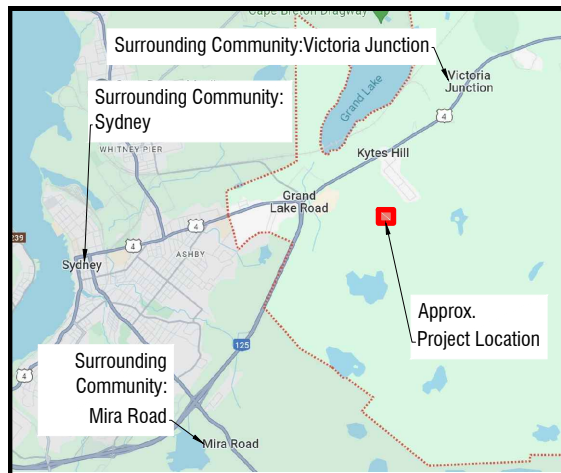 Cape Breton Dragway
Surrounding Community:Victoria Junction
Victoria
Junction
Surrounding Community:
Sydney
Grand Lake
4
WHITNEY PIER
Kytes Hill
Grand
Lake Road
4
239
4
ASHBY
Sydney
Approx.
Project Location
125
Surrounding
Community:
Mira Road
4
Mira Road